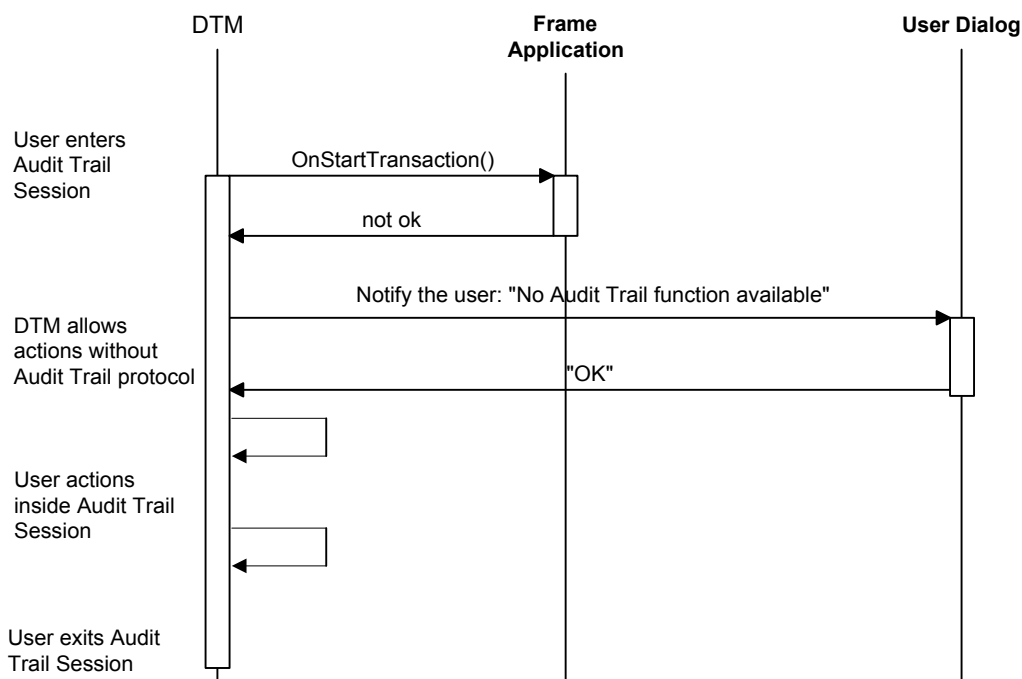 DTM
Frame
Application
User Dialog
User enters
Audit Trail
Session
OnStartTransaction()
not ok
Notify the user: "No Audit Trail function available"
DTM allows
actions without
Audit Trail protocol
"OK"
User actions
inside Audit Trail
Session
User exits Audit
Trail Session